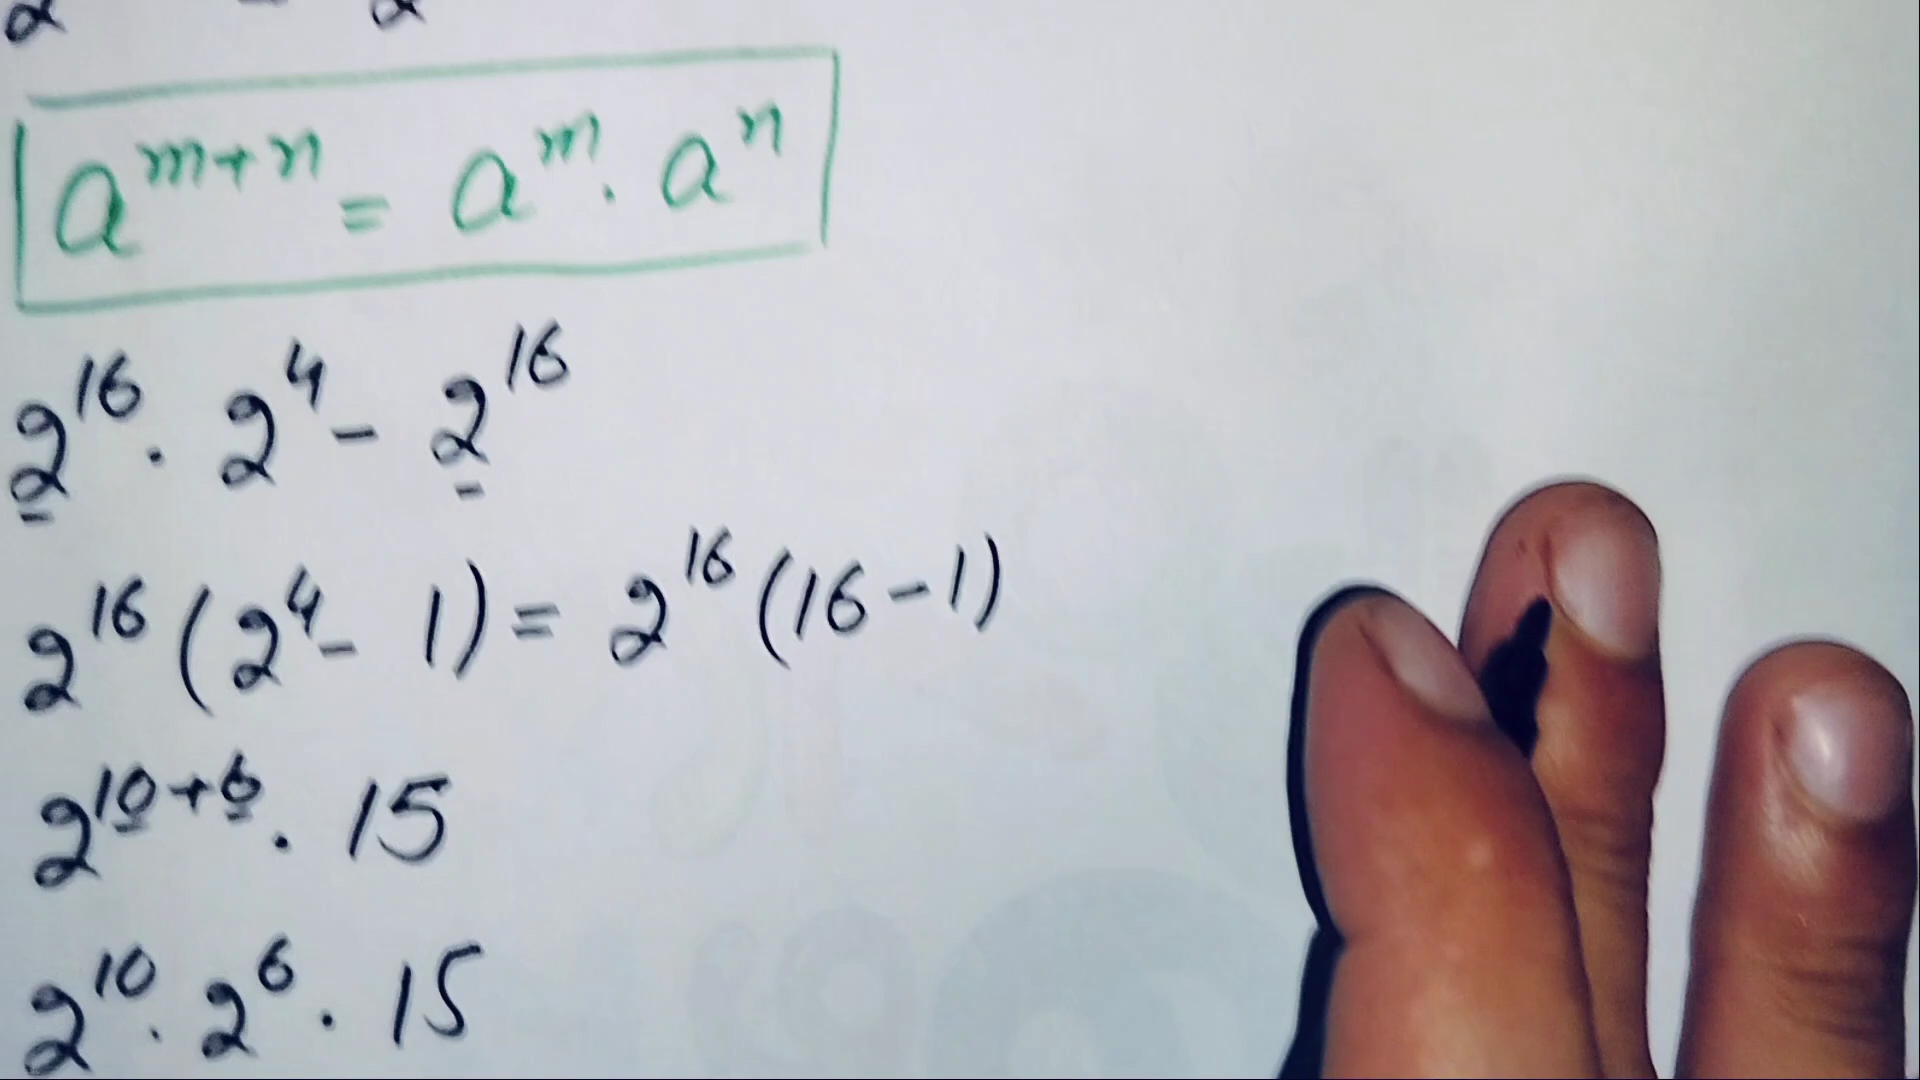 a^{m+n} = a^m . a^n
2^{16} . 2^4 - 2^{16}
2^{16} (2^4 - 1) = 2^{16} (16 - 1)
2^{10+6} . 15
2^{10} . 2^6 . 15